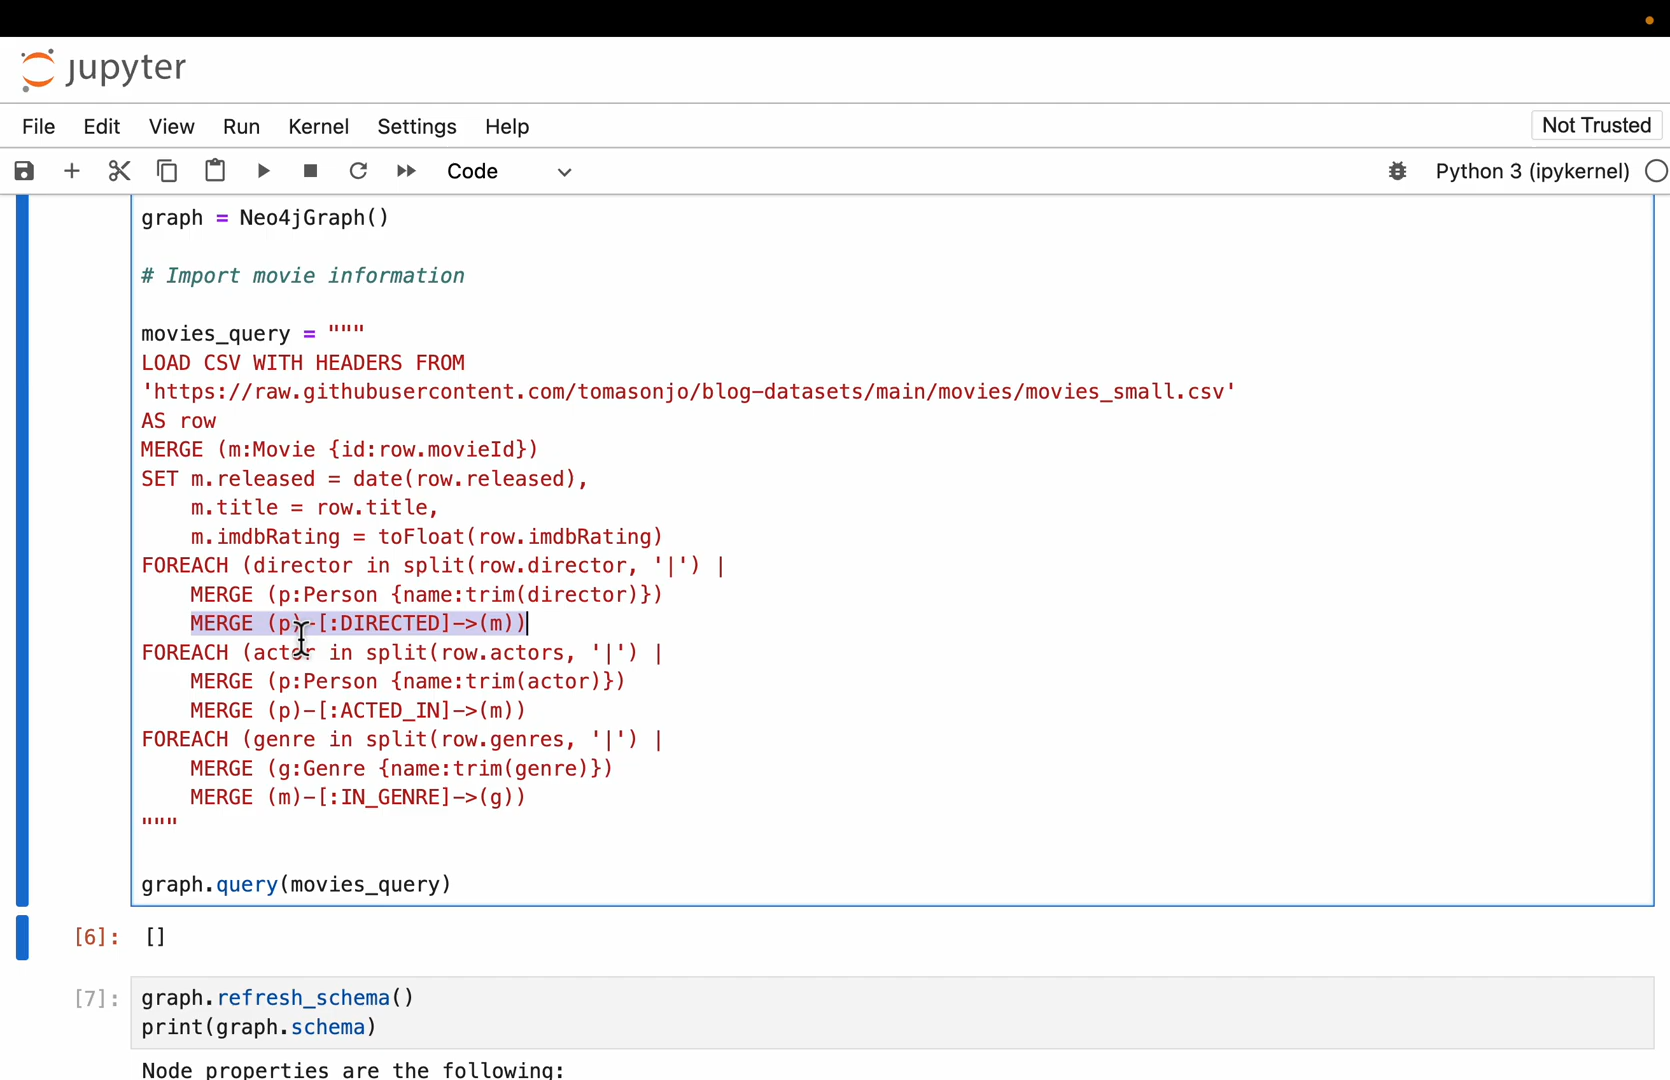 jupyter
File Edit View Run Kernel Settings Help Not Trusted
Code Python 3 (ipykernel)
graph = Neo4jGraph()
# Import movie information
movies_query = """
LOAD CSV WITH HEADERS FROM
'https://raw.githubusercontent.com/tomasonjo/blog-datasets/main/movies/movies_small.csv'
AS row
MERGE (m:Movie {id:row.movieId})
SET m.released = date(row.released),
m.title = row.title,
m.imdbRating = toFloat(row.imdbRating)
FOREACH (director in split(row.director, '|') |
MERGE (p:Person {name:trim(director)})
MERGE (p)-[:DIRECTED]->(m))
FOREACH (actor in split(row.actors, '|') |
MERGE (p:Person {name:trim(actor)})
MERGE (p)-[:ACTED_IN]->(m))
FOREACH (genre in split(row.genres, '|') |
MERGE (g:Genre {name:trim(genre)})
MERGE (m)-[:IN_GENRE]->(g))
"""
graph.query(movies_query)
[6]: []
[7]: graph.refresh_schema()
print(graph.schema)
Node properties are the following: